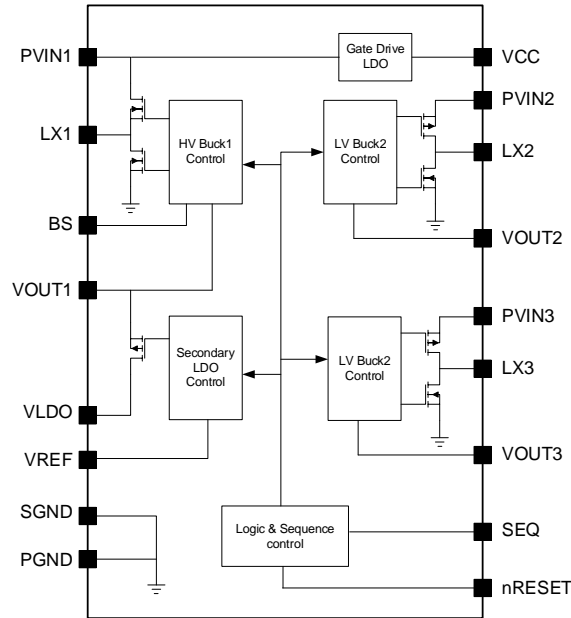 PVIN1
Gate Drive
LDO
VCC
PVIN2
LX1
HV Buck1
Control
LV Buck2
Control
LX2
BS
VOUT2
VOUT1
PVIN3
Secondary
LDO
Control
LV Buck2
Control
LX3
VLDO
VREF
VOUT3
SGND
Logic & Sequence
control
SEQ
PGND
nRESET